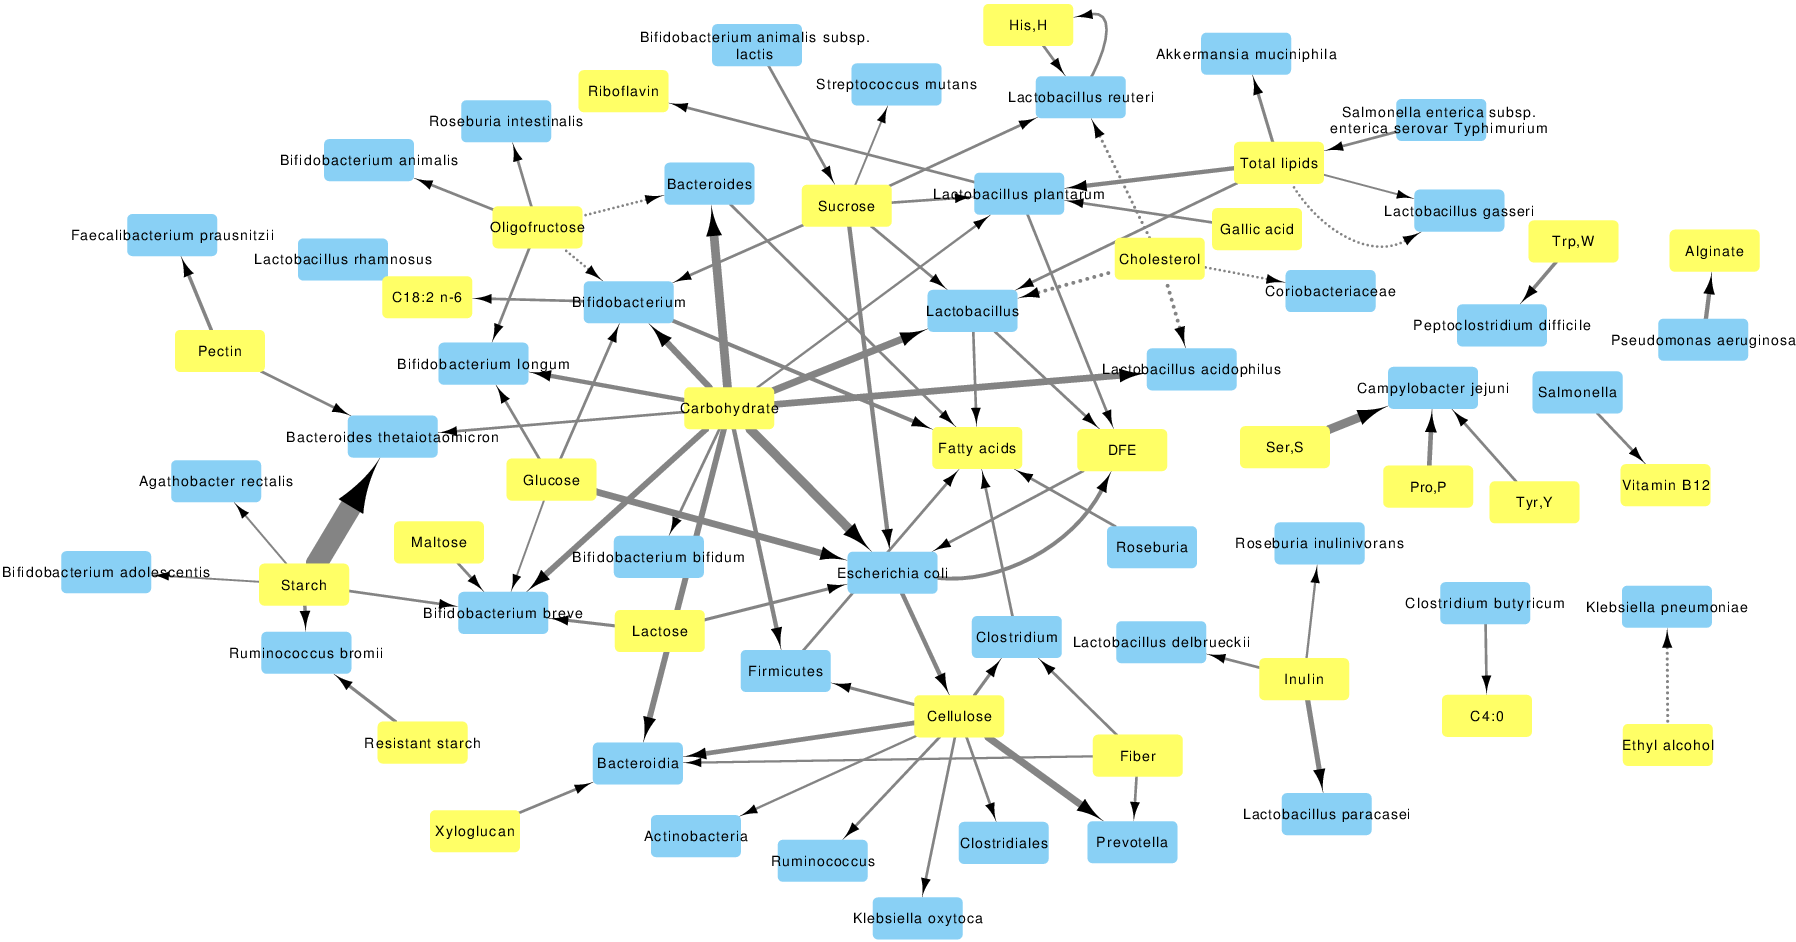 His,H
Bifidobacterium animalis subsp.
lactis
Akkermansia muciniphila
Streptococcus mutans
Riboflavin
Lactobacillus reuteri
Salmonella enterica subsp.
enterica serovar Typhimurium
Roseburia intestinalis
Bifidobacterium animalis
Total lipids
Bacteroides
Lactobacillus plantarum
Sucrose
Lactobacillus gasseri
Oligofructose
Gallic acid
Faecalibacterium prausnitzii
Trp,W
Alginate
Lactobacillus rhamnosus
Cholesterol
Coriobacteriaceae
C18:2 n-6
Bifidobacterium
Lactobacillus
Peptoclostridium difficile
Pseudomonas aeruginosa
Pectin
Bifidobacterium longum
Lactobacillus acidophilus
Campylobacter jejuni
Salmonella
Carbohydrate
Bacteroides thetaiotaomicron
Fatty acids
DFE
Ser,S
Agathobacter rectalis
Glucose
Pro,P
Vitamin B12
Tyr,Y
Maltose
Roseburia
Roseburia inulinivorans
Bifidobacterium bifidum
Escherichia coli
Bifidobacterium adolescentis
Starch
Clostridium butyricum
Klebsiella pneumoniae
Bifidobacterium breve
Lactose
Clostridium
Lactobacillus delbrueckii
Ruminococcus bromii
Firmicutes
Inulin
Cellulose
C4:0
Resistant starch
Ethyl alcohol
Fiber
Bacteroidia
Lactobacillus paracasei
Xyloglucan
Actinobacteria
Clostridiales
Prevotella
Ruminococcus
Klebsiella oxytoca